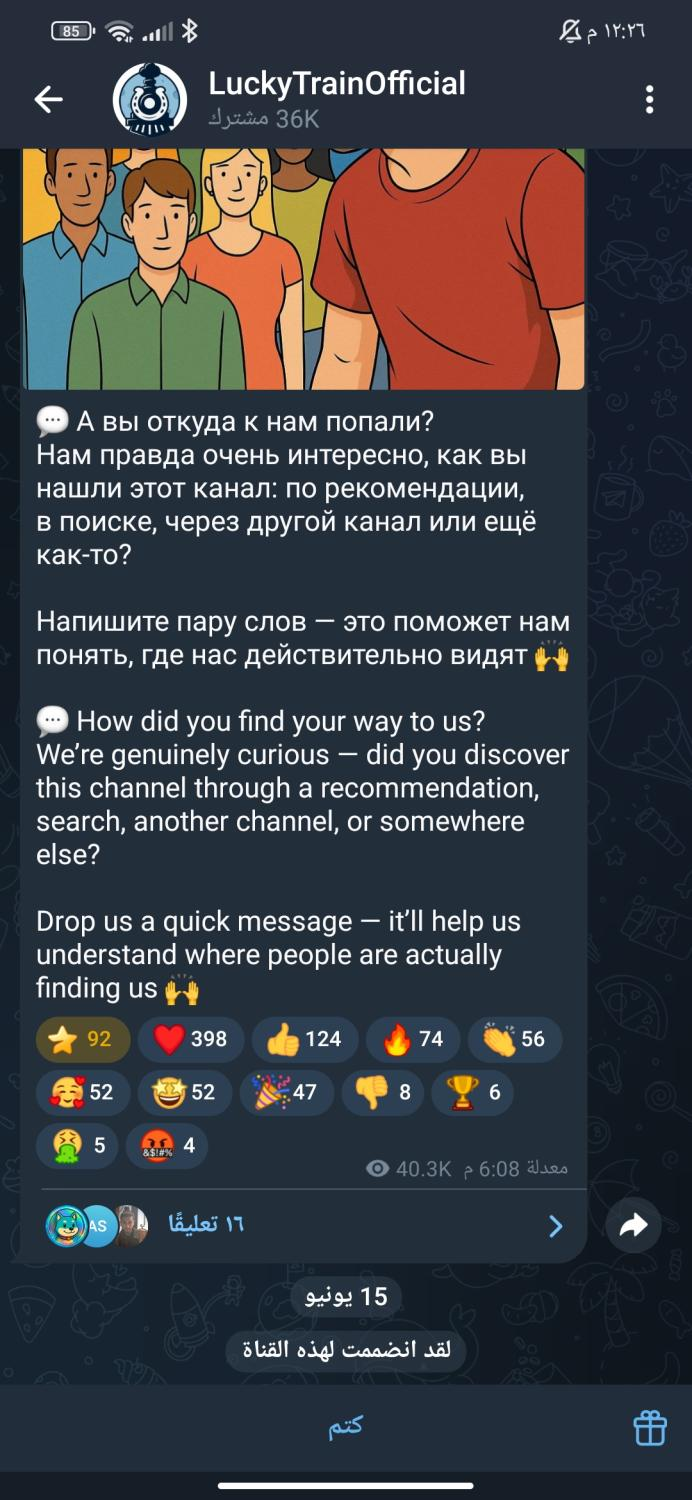 85
م ١٢:٢٦
LuckyTrainOfficial
36K مشترك
💬 А вы откуда к нам попали?
Нам правда очень интересно, как вы
нашли этот канал: по рекомендации,
в поиске, через другой канал или ещё
как-то?
Напишите пару слов — это поможет нам
понять, где нас действительно видят 🙌
💬 How did you find your way to us?
We’re genuinely curious — did you discover
this channel through a recommendation,
search, another channel, or somewhere
else?
Drop us a quick message — it’ll help us
understand where people are actually
finding us 🙌
⭐ 92 ❤️ 398 👍 124 🔥 74 👏 56
🥰 52 🤩 52 🎉 47 👎 8 🏆 6
🤮 5 🤬 4
40.3K معدلة 6:08 م
AS
١٦ تعليقًا
15 يونيو
لقد انضممت لهذه القناة
كتم